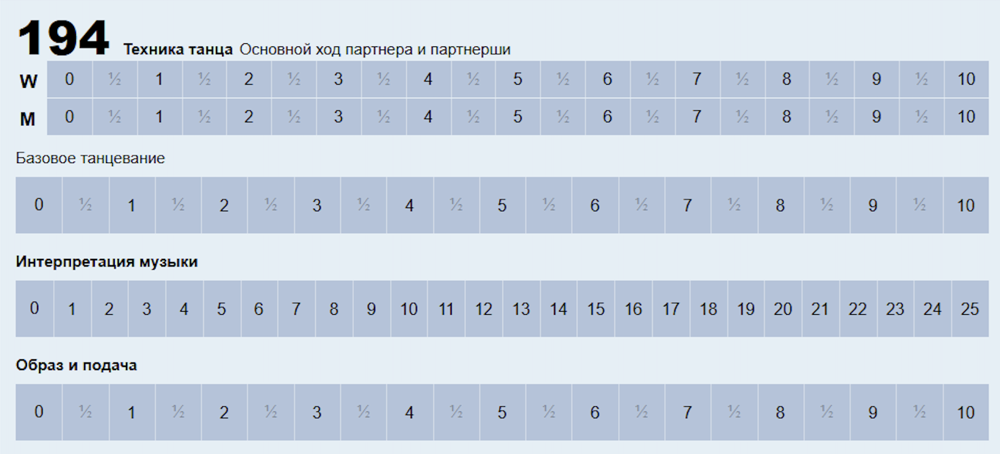 194 Техника танца Основной ход партнера и партнерши
W 0 ½ 1 ½ 2 ½ 3 ½ 4 ½ 5 ½ 6 ½ 7 ½ 8 ½ 9 ½ 10
M 0 ½ 1 ½ 2 ½ 3 ½ 4 ½ 5 ½ 6 ½ 7 ½ 8 ½ 9 ½ 10
Базовое танцевание
0 ½ 1 ½ 2 ½ 3 ½ 4 ½ 5 ½ 6 ½ 7 ½ 8 ½ 9 ½ 10
Интерпретация музыки
0 1 2 3 4 5 6 7 8 9 10 11 12 13 14 15 16 17 18 19 20 21 22 23 24 25
Образ и подача
0 ½ 1 ½ 2 ½ 3 ½ 4 ½ 5 ½ 6 ½ 7 ½ 8 ½ 9 ½ 10